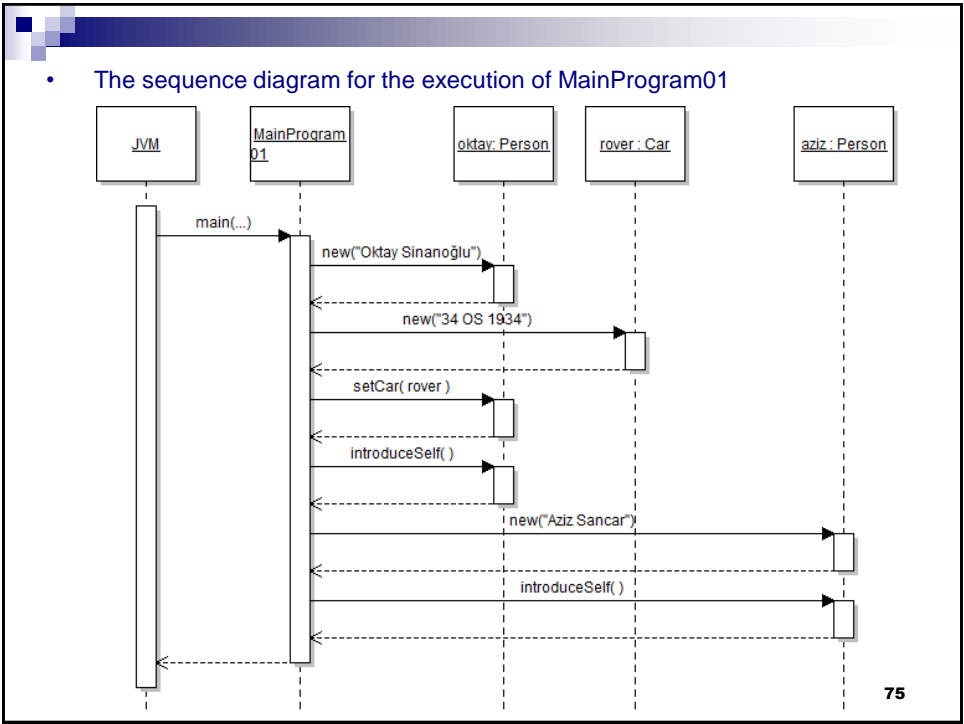 • The sequence diagram for the execution of MainProgram01
JVM
MainProgram
01
oktay: Person
rover : Car
aziz : Person
main(...)
new("Oktay Sinanoğlu")
new("34 OS 1934")
setCar( rover )
introduceSelf( )
new("Aziz Sancar")
introduceSelf( )
75